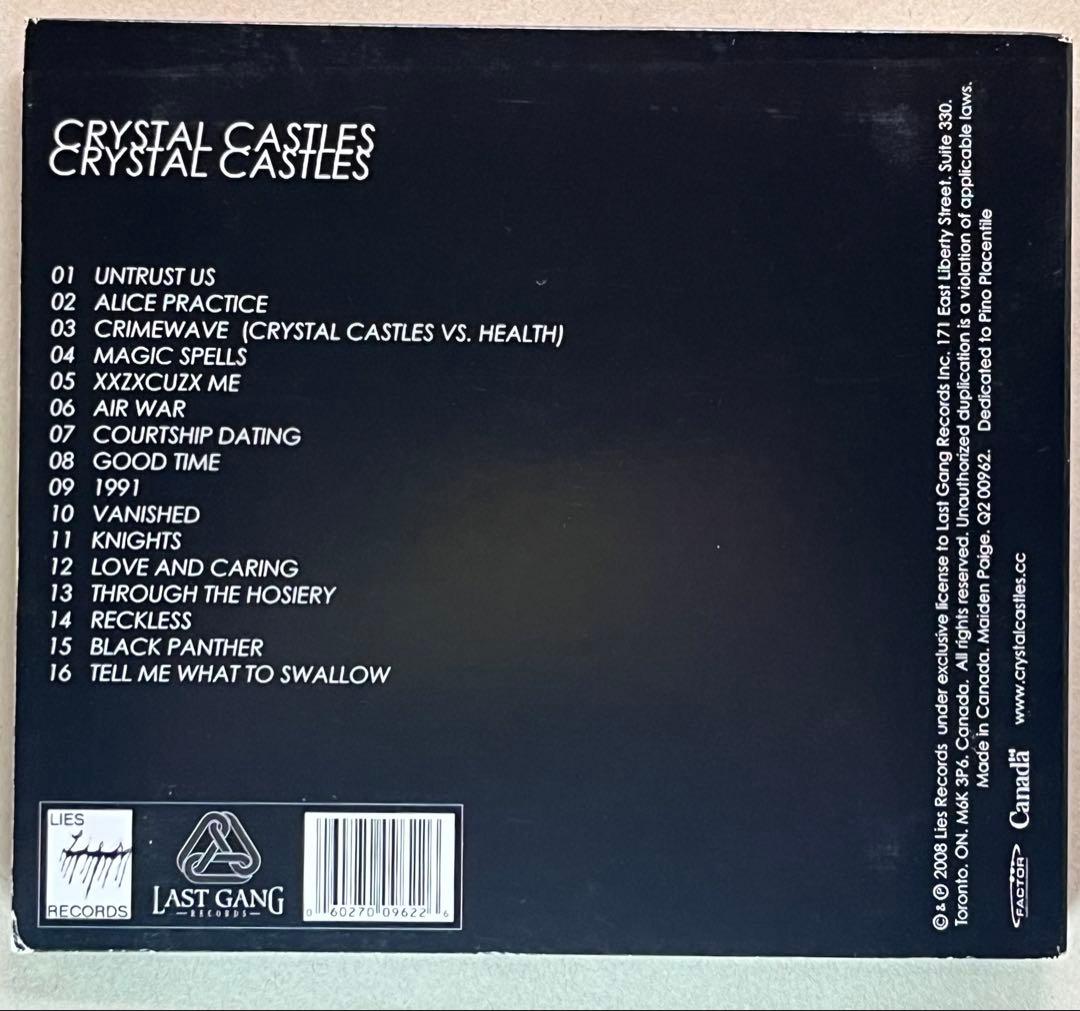 CRYSTAL CASTLES
CRYSTAL CASTLES
01 UNTRUST US
02 ALICE PRACTICE
03 CRIMEWAVE (CRYSTAL CASTLES VS. HEALTH)
04 MAGIC SPELLS
05 XXZXCUZX ME
06 AIR WAR
07 COURTSHIP DATING
08 GOOD TIME
09 1991
10 VANISHED
11 KNIGHTS
12 LOVE AND CARING
13 THROUGH THE HOSIERY
14 RECKLESS
15 BLACK PANTHER
16 TELL ME WHAT TO SWALLOW
LIES
Lies
RECORDS
LAST GANG
RECORDS
0 60270 09622 6
© & ℗ 2008 Lies Records under exclusive license to Last Gang Records Inc. 171 East Liberty Street. Suite 330.
Toronto. ON. M6K 3P6. Canada. All rights reserved. Unauthorized duplication is a violation of applicable laws.
Made in Canada. Maiden Paige. Q2 00962. Dedicated to Pino Placentile
FACTOR Canada www.crystalcastles.cc